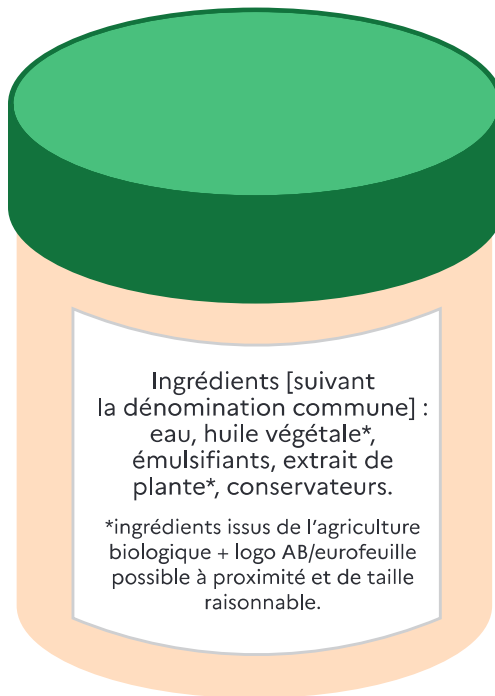 Ingrédients [suivant
la dénomination commune] :
eau, huile végétale*,
émulsifiants, extrait de
plante*, conservateurs.
*ingrédients issus de l’agriculture
biologique + logo AB/eurofeuille
possible à proximité et de taille
raisonnable.